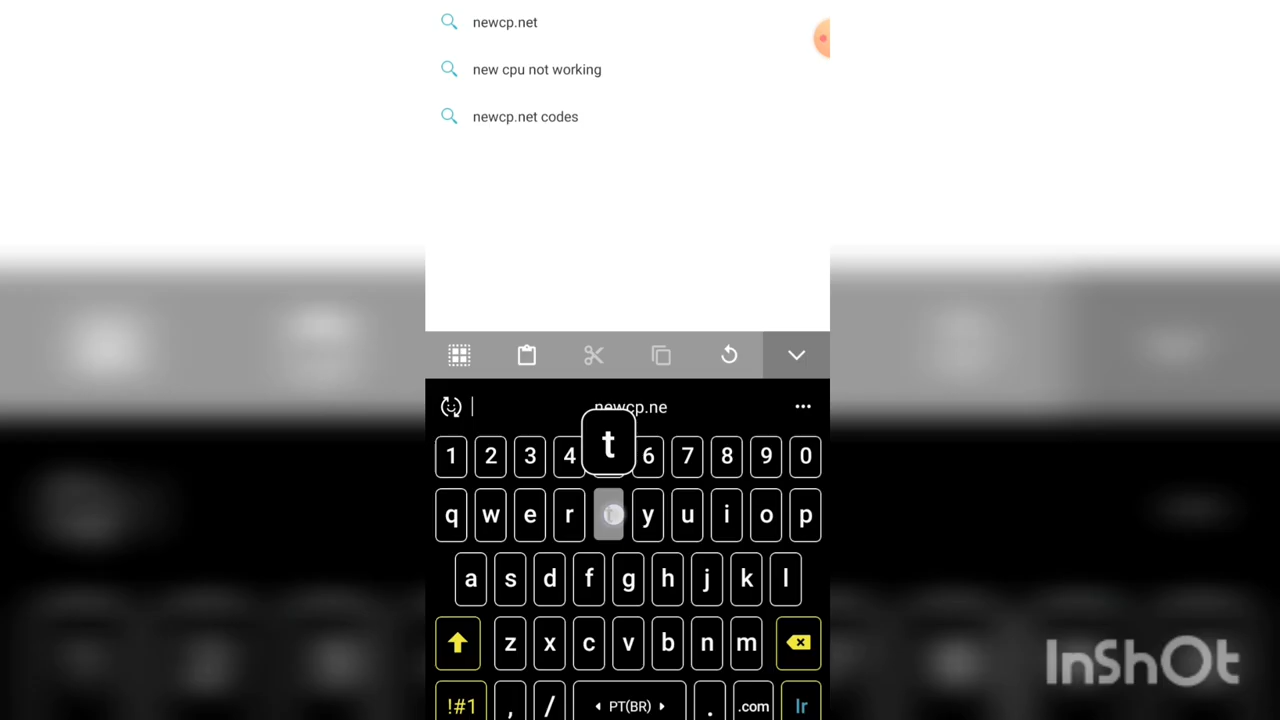 newcp.net
new cpu not working
newcp.net codes
newcp.ne
t
1 2 3 4 6 7 8 9 0
q w e r t y u i o p
a s d f g h j k l
z x c v b n m
!#1 , / PT(BR) . .com Ir
InShOt